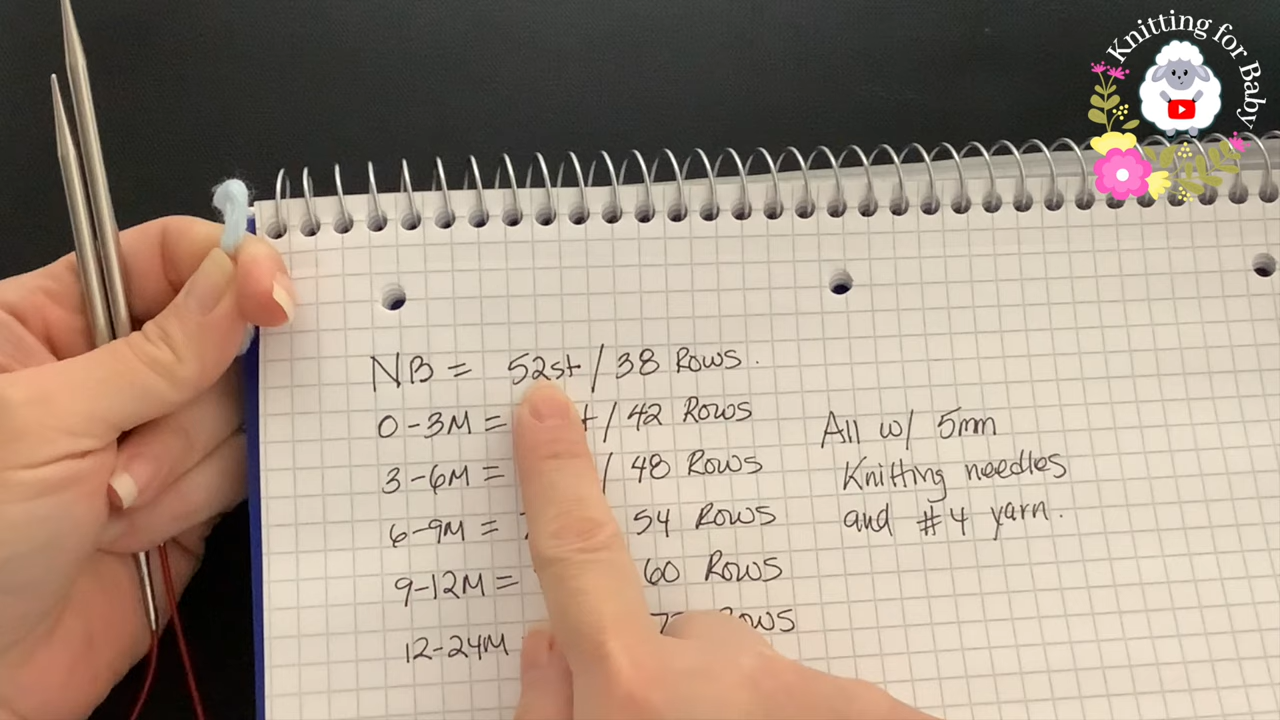 Knitting for Baby
NB = 52st / 38 Rows.
0-3M = / 42 Rows
3-6M = / 48 Rows
6-9M = 54 Rows
9-12M = 60 Rows
12-24M Rows
All w/ 5mm
Knitting needles
and #4 yarn.